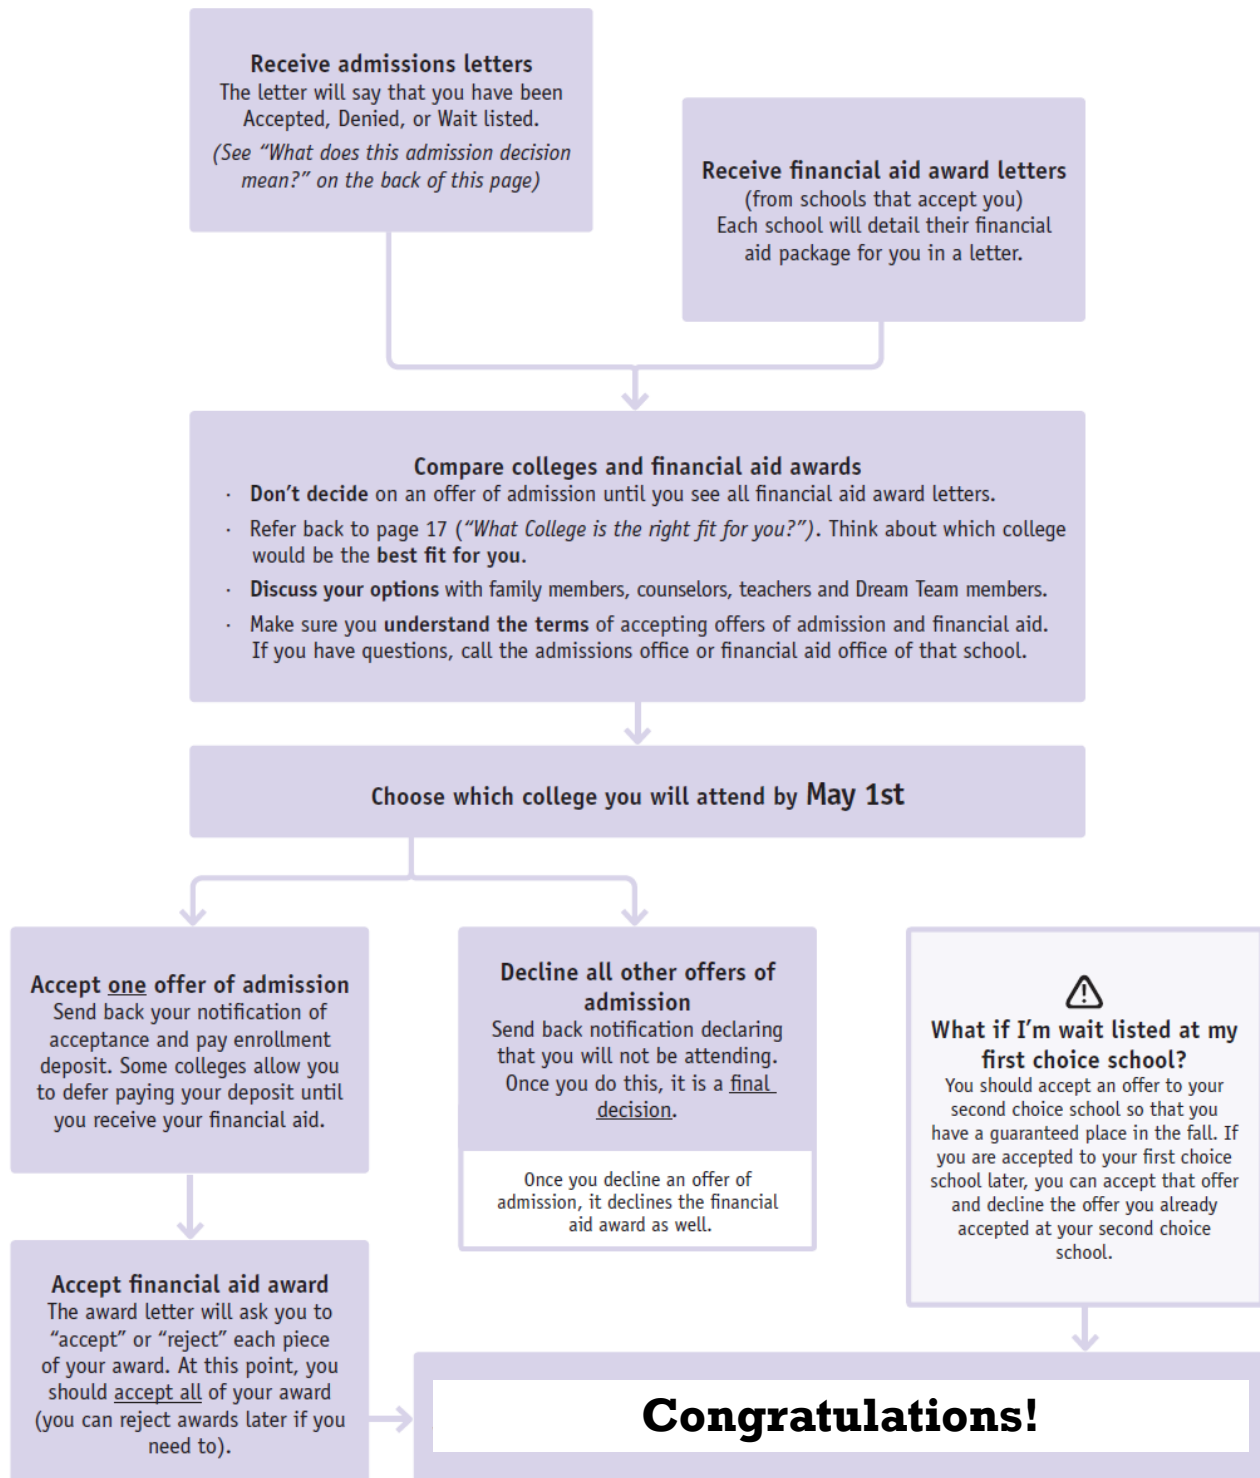 Receive admissions letters
The letter will say that you have been
Accepted, Denied, or Wait listed.
(See “What does this admission decision
mean?” on the back of this page)
Receive financial aid award letters
(from schools that accept you)
Each school will detail their financial
aid package for you in a letter.
Compare colleges and financial aid awards
· Don’t decide on an offer of admission until you see all financial aid award letters.
· Refer back to page 17 (“What College is the right fit for you?”). Think about which college
would be the best fit for you.
· Discuss your options with family members, counselors, teachers and Dream Team members.
· Make sure you understand the terms of accepting offers of admission and financial aid.
If you have questions, call the admissions office or financial aid office of that school.
Choose which college you will attend by May 1st
Accept one offer of admission
Send back your notification of
acceptance and pay enrollment
deposit. Some colleges allow you
to defer paying your deposit until
you receive your financial aid.
Decline all other offers of
admission
Send back notification declaring
that you will not be attending.
Once you do this, it is a final
decision.
Once you decline an offer of
admission, it declines the financial
aid award as well.
What if I’m wait listed at my
first choice school?
You should accept an offer to your
second choice school so that you
have a guaranteed place in the fall. If
you are accepted to your first choice
school later, you can accept that offer
and decline the offer you already
accepted at your second choice
school.
Accept financial aid award
The award letter will ask you to
“accept” or “reject” each piece
of your award. At this point, you
should accept all of your award
(you can reject awards later if you
need to).
Congratulations!